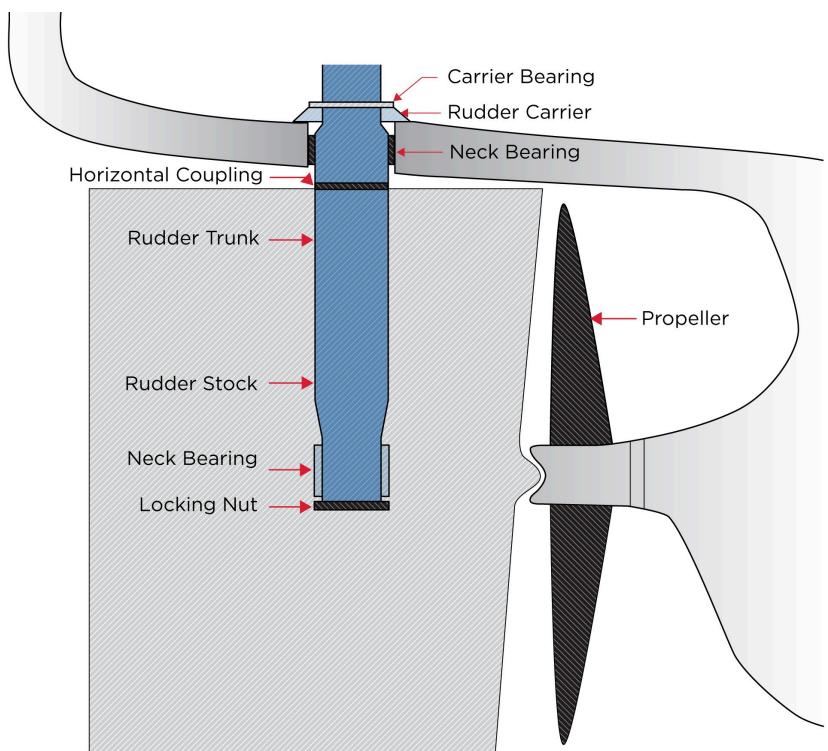 Carrier Bearing
Rudder Carrier
Neck Bearing
Horizontal Coupling
Rudder Trunk
Propeller
Rudder Stock
Neck Bearing
Locking Nut